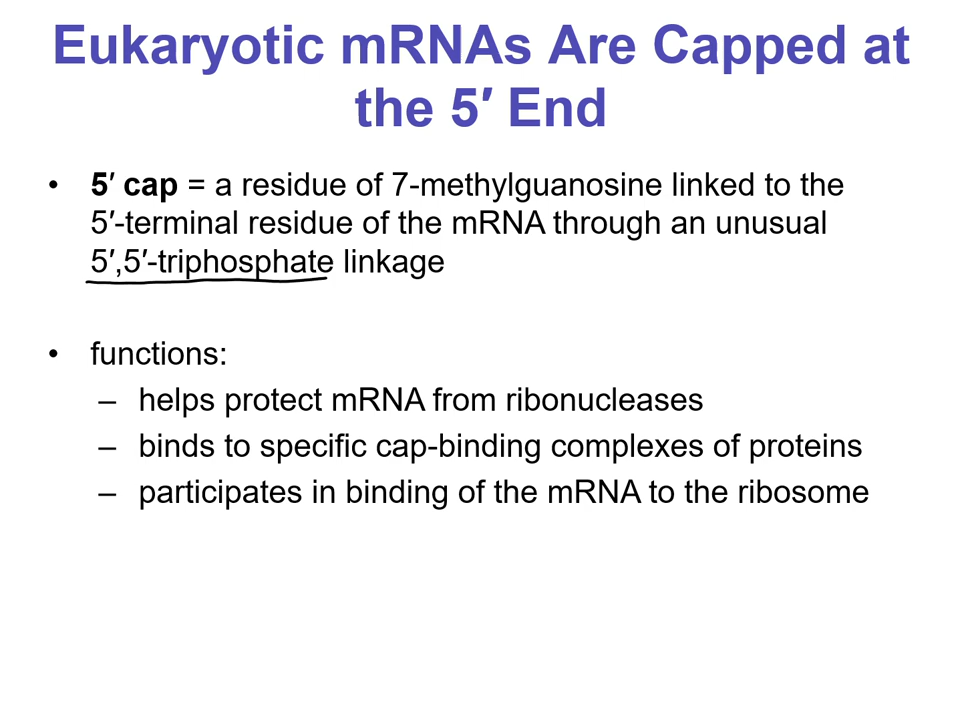 Eukaryotic mRNAs Are Capped at
the 5′ End
• 5′ cap = a residue of 7-methylguanosine linked to the
5′-terminal residue of the mRNA through an unusual
5′,5′-triphosphate linkage
• functions:
– helps protect mRNA from ribonucleases
– binds to specific cap-binding complexes of proteins
– participates in binding of the mRNA to the ribosome